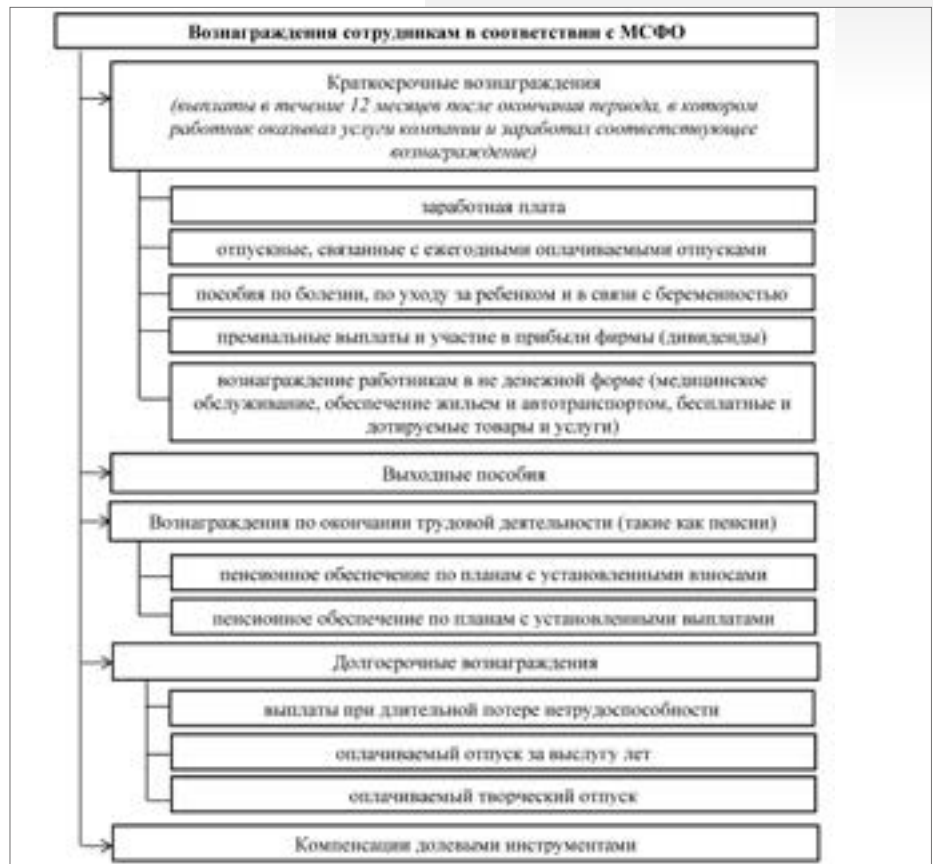 Вознаграждения сотрудникам в соответствии с МСФО
Краткосрочные вознаграждения
(выплаты в течение 12 месяцев после окончания периода, в котором
работник оказывал услуги компании и заработал соответствующее
вознаграждение)
заработная плата
отпускные, связанные с ежегодными оплачиваемыми отпусками
пособия по болезни, по уходу за ребенком и в связи с беременностью
премиальные выплаты и участие в прибыли фирмы (дивиденды)
вознаграждение работникам в не денежной форме (медицинское
обслуживание, обеспечение жильем и автотранспортом, бесплатные и
дотируемые товары и услуги)
Выходные пособия
Вознаграждения по окончании трудовой деятельности (такие как пенсии)
пенсионное обеспечение по планам с установленными взносами
пенсионное обеспечение по планам с установленными выплатами
Долгосрочные вознаграждения
выплаты при длительной потере нетрудоспособности
оплачиваемый отпуск за выслугу лет
оплачиваемый творческий отпуск
Компенсации долевыми инструментами